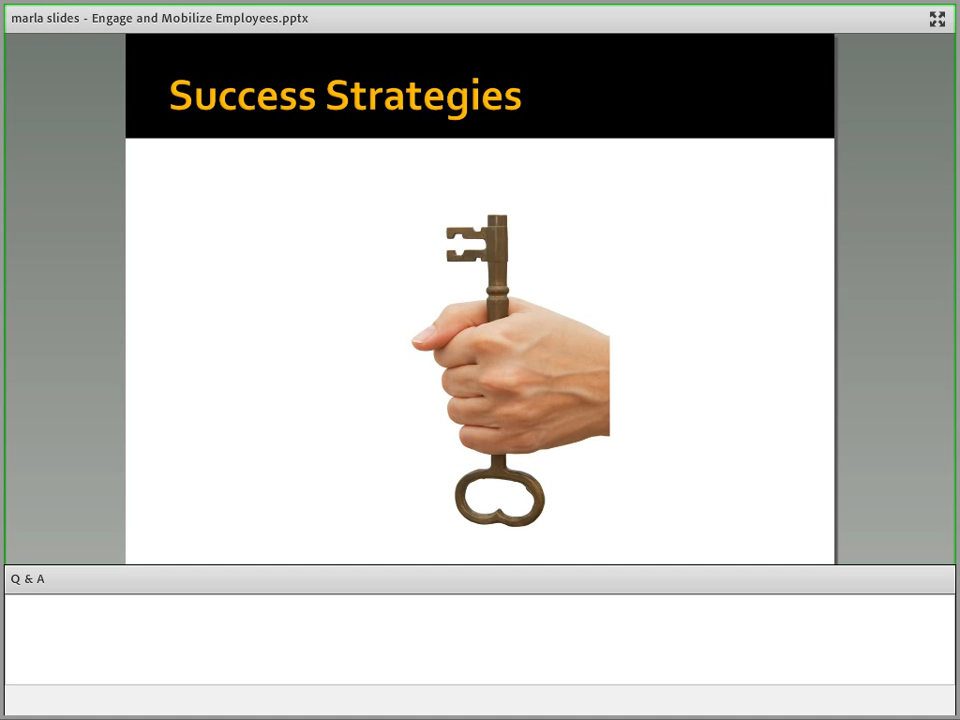 marla slides - Engage and Mobilize Employees.pptx
Success Strategies
Q & A